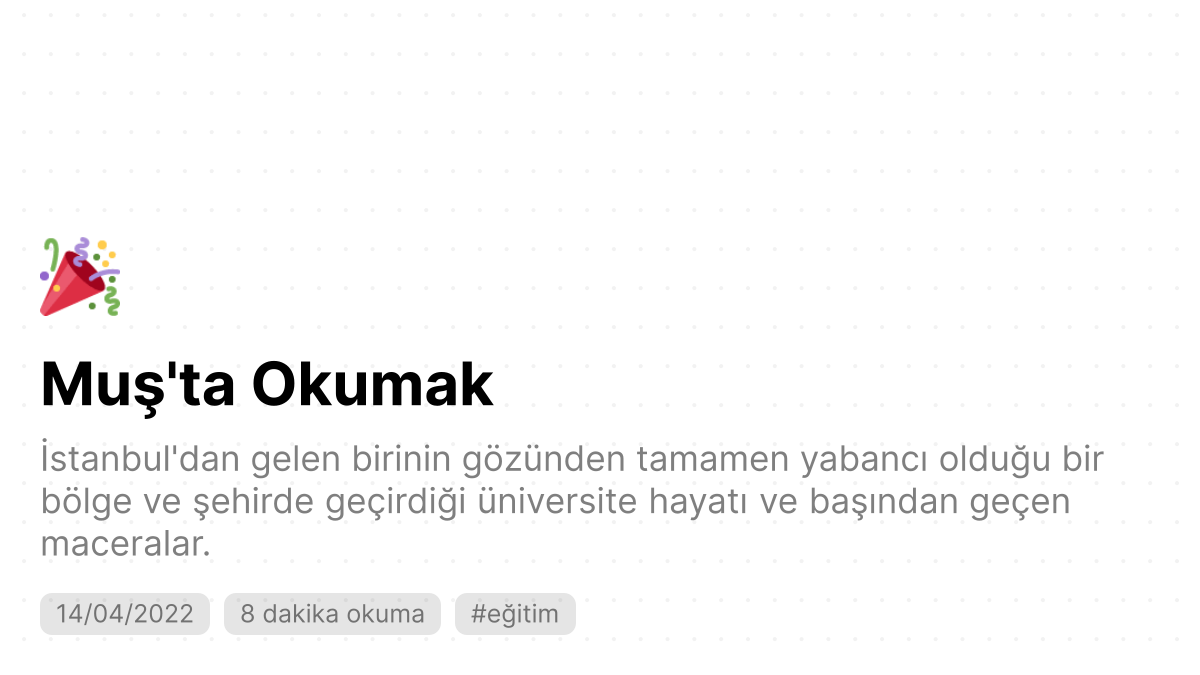 Muş'ta Okumak
İstanbul'dan gelen birinin gözünden tamamen yabancı olduğu bir
bölge ve şehirde geçirdiği üniversite hayatı ve başından geçen
maceralar.
14/04/2022 8 dakika okuma #eğitim